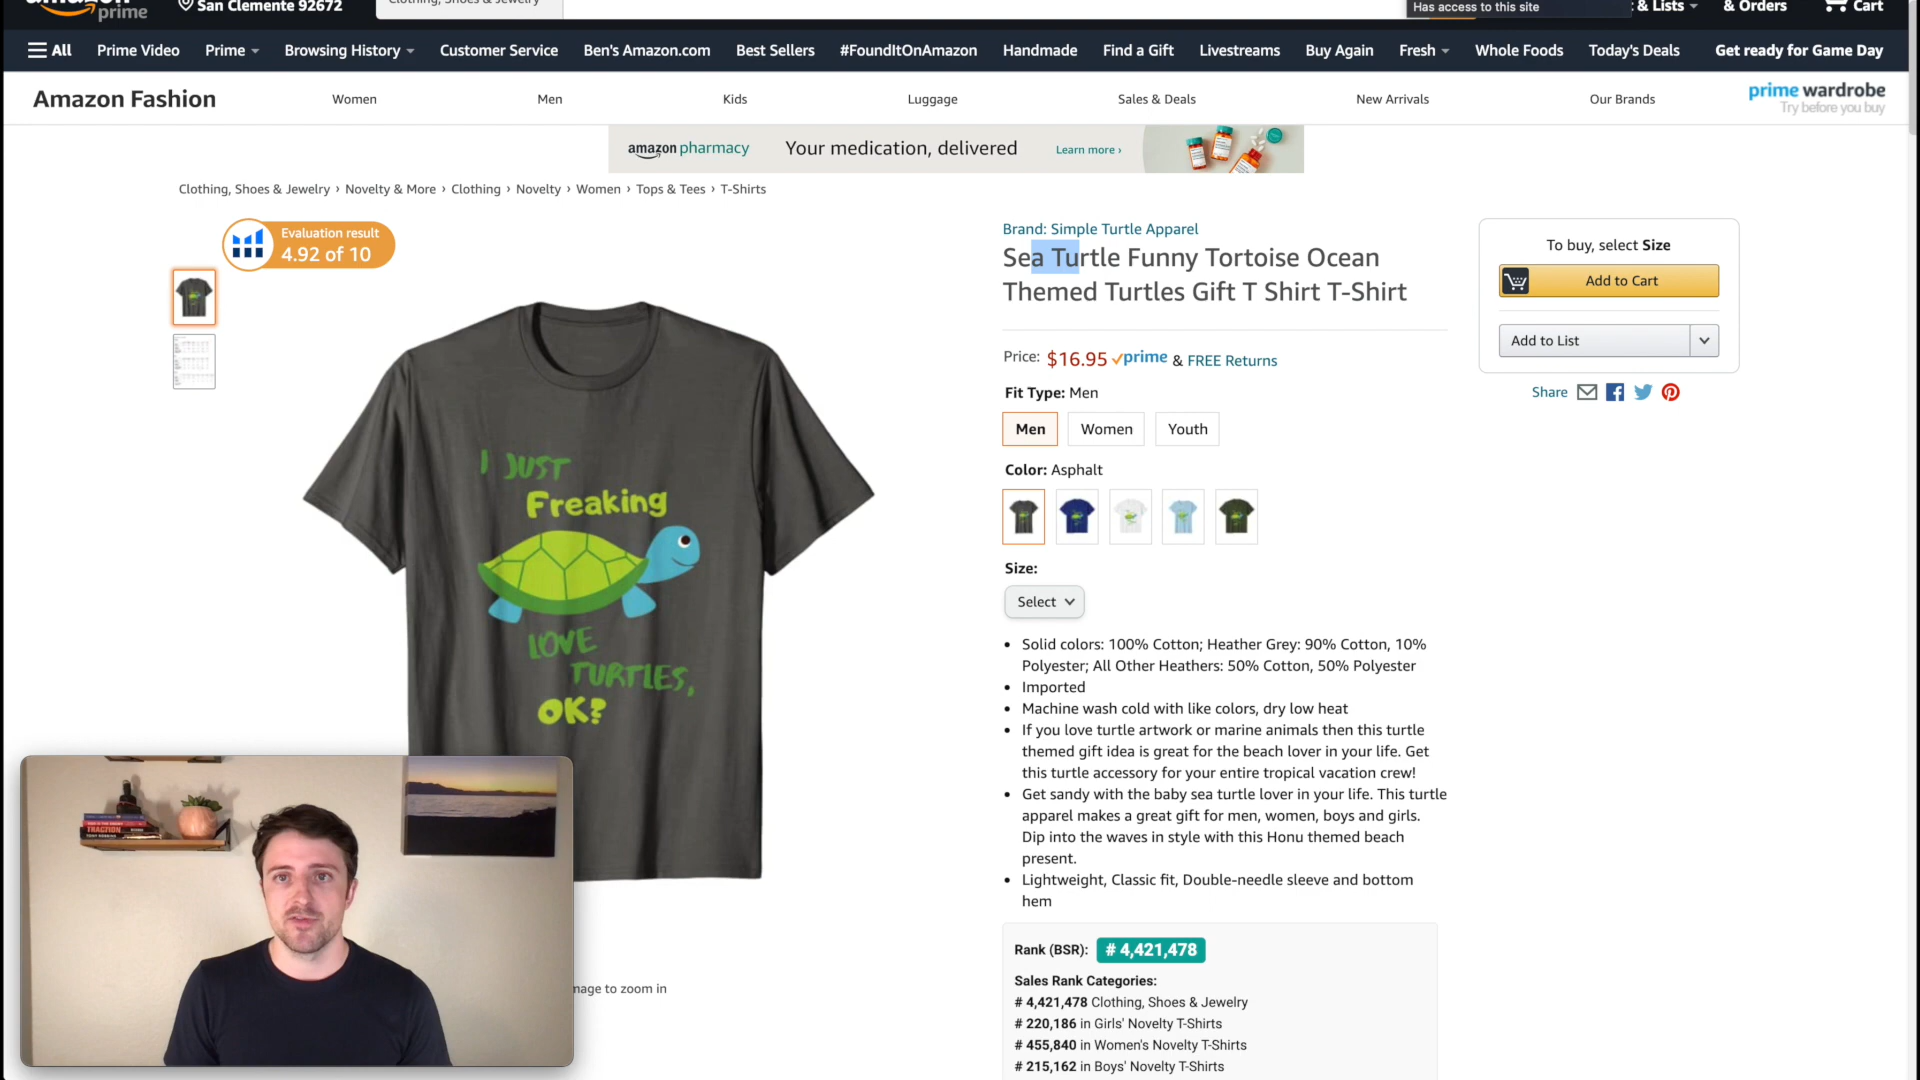 prime
San Clemente 92672
Has access to this site
& Lists
& Orders
Cart
All
Prime Video
Prime
Browsing History
Customer Service
Ben's Amazon.com
Best Sellers
#FoundItOnAmazon
Handmade
Find a Gift
Livestreams
Buy Again
Fresh
Whole Foods
Today's Deals
Get ready for Game Day
Amazon Fashion
Women
Men
Kids
Luggage
Sales & Deals
New Arrivals
Our Brands
prime wardrobe
Try before you buy
amazon pharmacy
Your medication, delivered
Learn more ›
Clothing, Shoes & Jewelry › Novelty & More › Clothing › Novelty › Women › Tops & Tees › T-Shirts
Evaluation result
4.92 of 10
I JUST
Freaking
LOVE
TURTLES,
OK?
TRACTION
mage to zoom in
Brand: Simple Turtle Apparel
Sea Turtle Funny Tortoise Ocean
Themed Turtles Gift T Shirt T-Shirt
Price: $16.95 prime & FREE Returns
Fit Type: Men
Men
Women
Youth
Color: Asphalt
Size:
Select
• Solid colors: 100% Cotton; Heather Grey: 90% Cotton, 10%
Polyester; All Other Heathers: 50% Cotton, 50% Polyester
• Imported
• Machine wash cold with like colors, dry low heat
• If you love turtle artwork or marine animals then this turtle
themed gift idea is great for the beach lover in your life. Get
this turtle accessory for your entire tropical vacation crew!
• Get sandy with the baby sea turtle lover in your life. This turtle
apparel makes a great gift for men, women, boys and girls.
Dip into the waves in style with this Honu themed beach
present.
• Lightweight, Classic fit, Double-needle sleeve and bottom
hem
Rank (BSR): # 4,421,478
Sales Rank Categories:
# 4,421,478 Clothing, Shoes & Jewelry
# 220,186 in Girls' Novelty T-Shirts
# 455,840 in Women's Novelty T-Shirts
# 215,162 in Boys' Novelty T-Shirts
To buy, select Size
Add to Cart
Add to List
Share